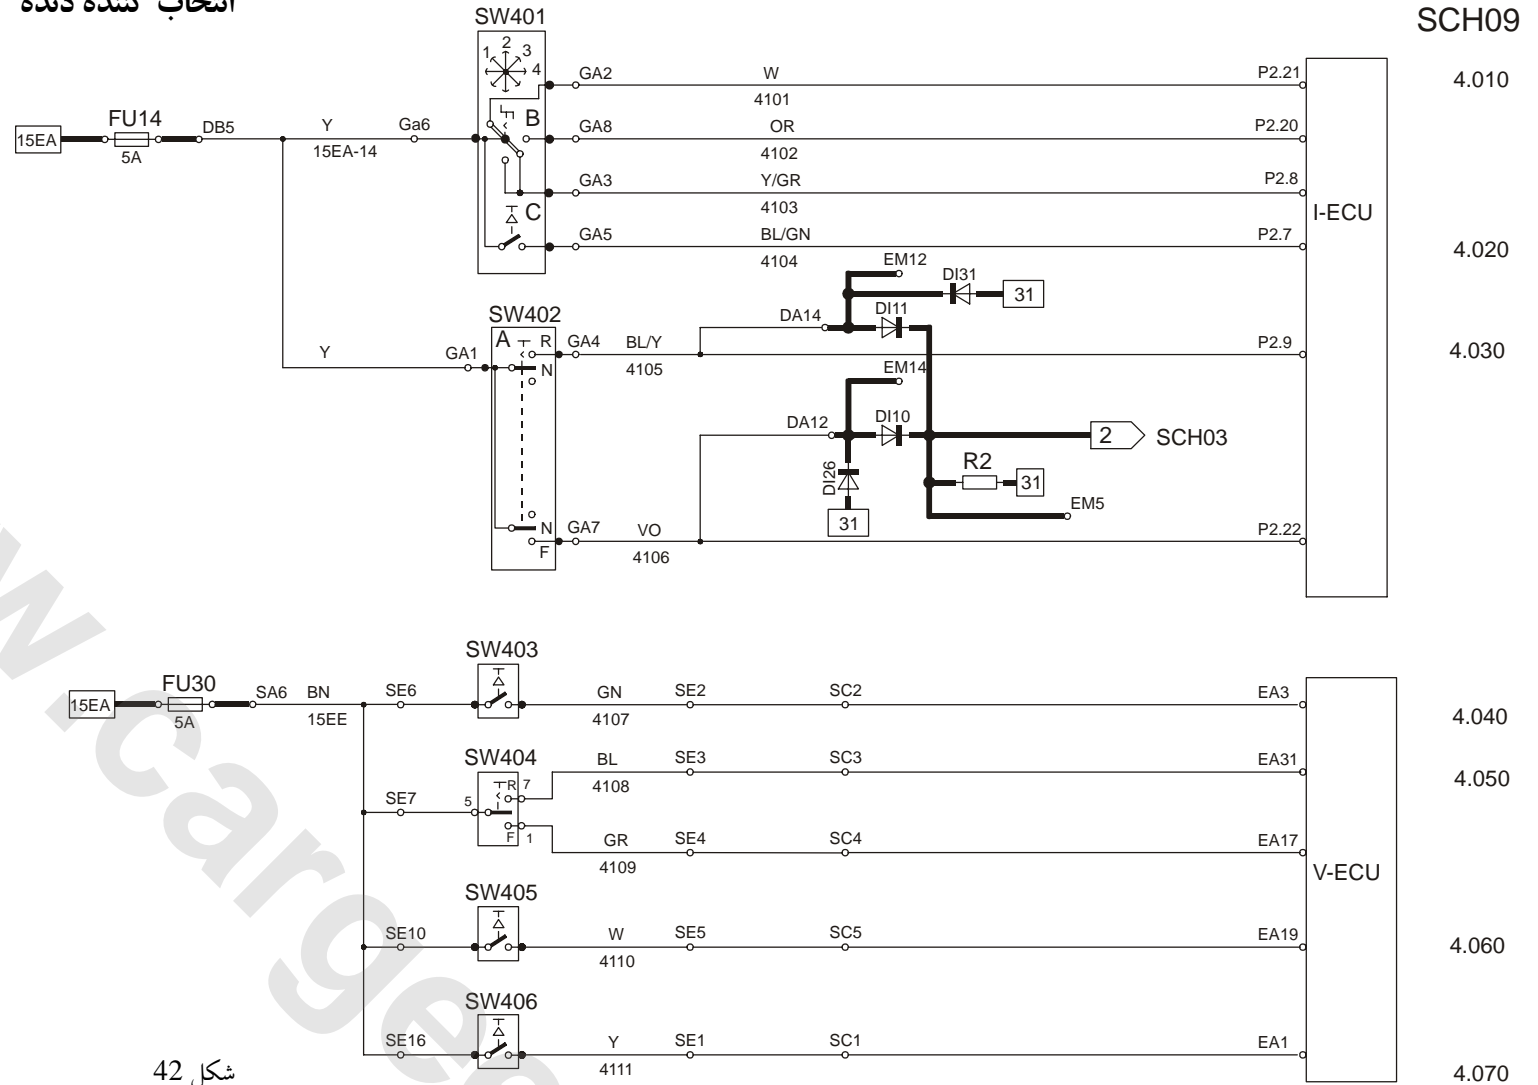 انتخاب کننده دنده
SCH09
SW401
1 2 3 4
GA2 W P2.21
4101
4.010
FU14
15EA
5A
DB5
Y
15EA-14
Ga6
B
GA8 OR P2.20
4102
GA3 Y/GR P2.8
4103
C
I-ECU
GA5 BL/GN P2.7
4104
4.020
EM12
DI31
31
SW402
DA14
DI11
A
R
GA4 BL/Y P2.9
4105
4.030
Y
GA1
N
EM14
DA12
DI10
2 SCH03
R2
31
DI26
31
EM5
N
GA7 VO P2.22
4106
F
SW403
FU30
15EA
5A
SA6 BN
15EE
SE6
GN SE2 SC2 EA3
4107
4.040
SW404
BL SE3 SC3 EA31
4108
4.050
SE7
5
R 7
F 1
GR SE4 SC4 EA17
4109
V-ECU
SW405
SE10
W SE5 SC5 EA19
4110
4.060
SW406
SE16
Y SE1 SC1 EA1
4111
4.070
شکل 42
w.carge